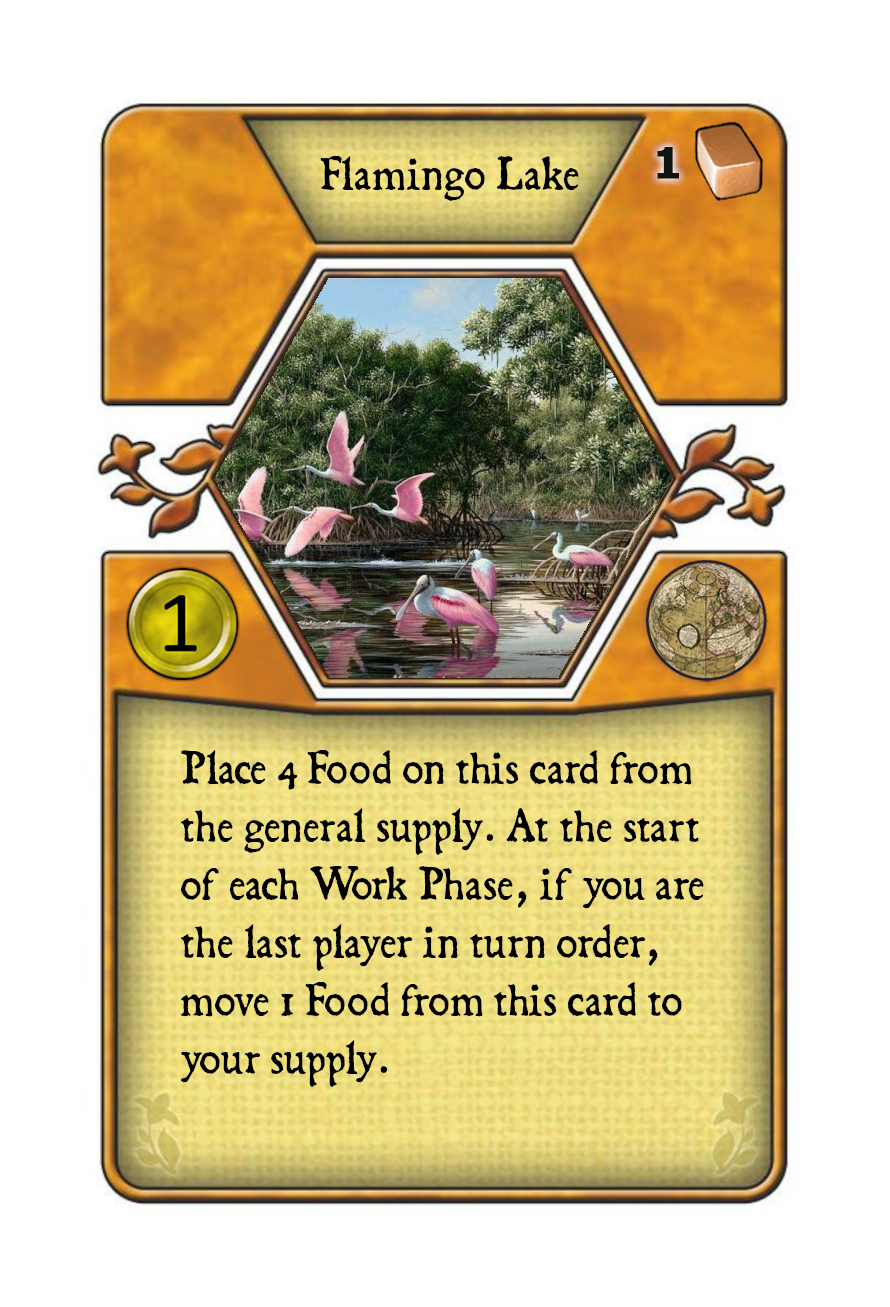 Flamingo Lake
1
1
Place 4 Food on this card from
the general supply. At the start
of each Work Phase, if you are
the last player in turn order,
move 1 Food from this card to
your supply.